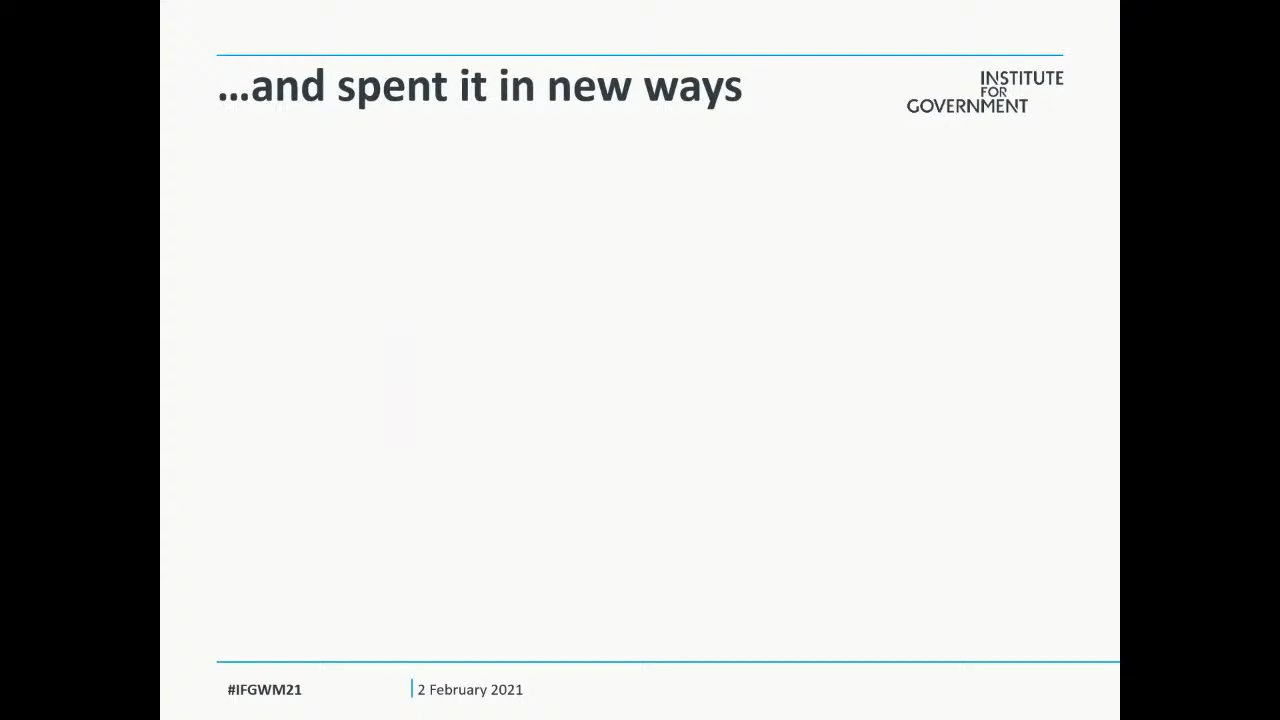 …and spent it in new ways
INSTITUTE
FOR
GOVERNMENT
#IFGWM21
2 February 2021